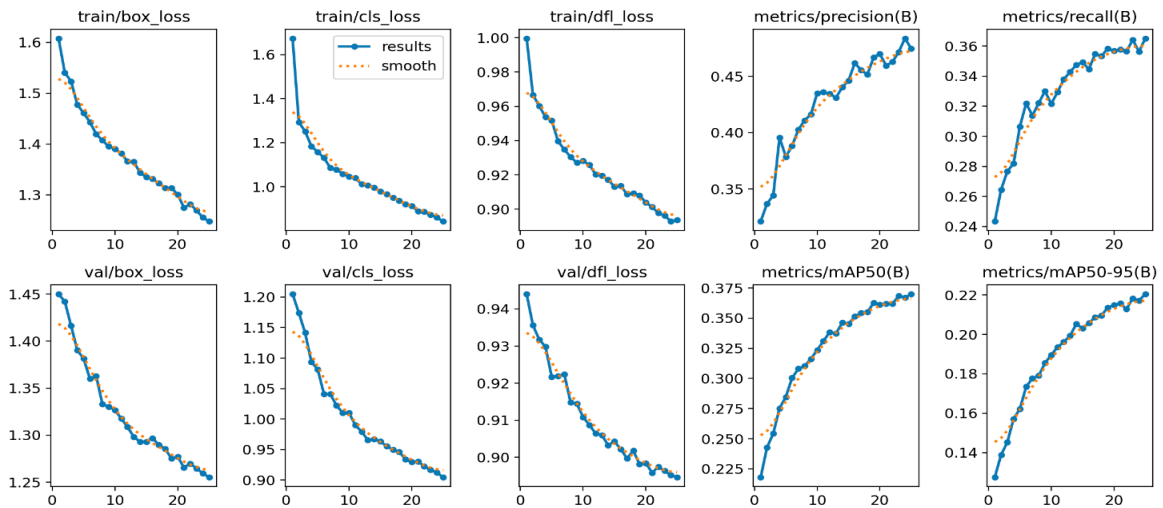 train/box_loss
train/cls_loss
train/dfl_loss
metrics/precision(B)
metrics/recall(B)
1.6
1.5
1.4
1.3
0 10 20
1.6
1.4
1.2
1.0
0 10 20
results
smooth
1.00
0.98
0.96
0.94
0.92
0.90
0 10 20
0.45
0.40
0.35
0 10 20
0.36
0.34
0.32
0.30
0.28
0.26
0.24
0 10 20
val/box_loss
val/cls_loss
val/dfl_loss
metrics/mAP50(B)
metrics/mAP50-95(B)
1.45
1.40
1.35
1.30
1.25
0 10 20
1.20
1.15
1.10
1.05
1.00
0.95
0.90
0 10 20
0.94
0.93
0.92
0.91
0.90
0 10 20
0.375
0.350
0.325
0.300
0.275
0.250
0.225
0 10 20
0.22
0.20
0.18
0.16
0.14
0 10 20